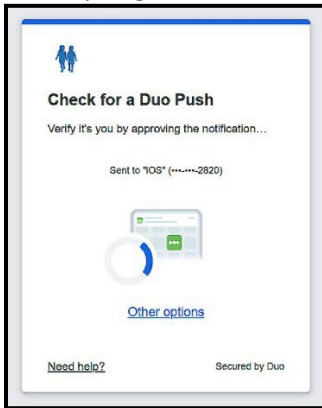 Check for a Duo Push
Verify it's you by approving the notification...
Sent to "IOS" (•••-•••-2820)
Other options
Need help? Secured by Duo